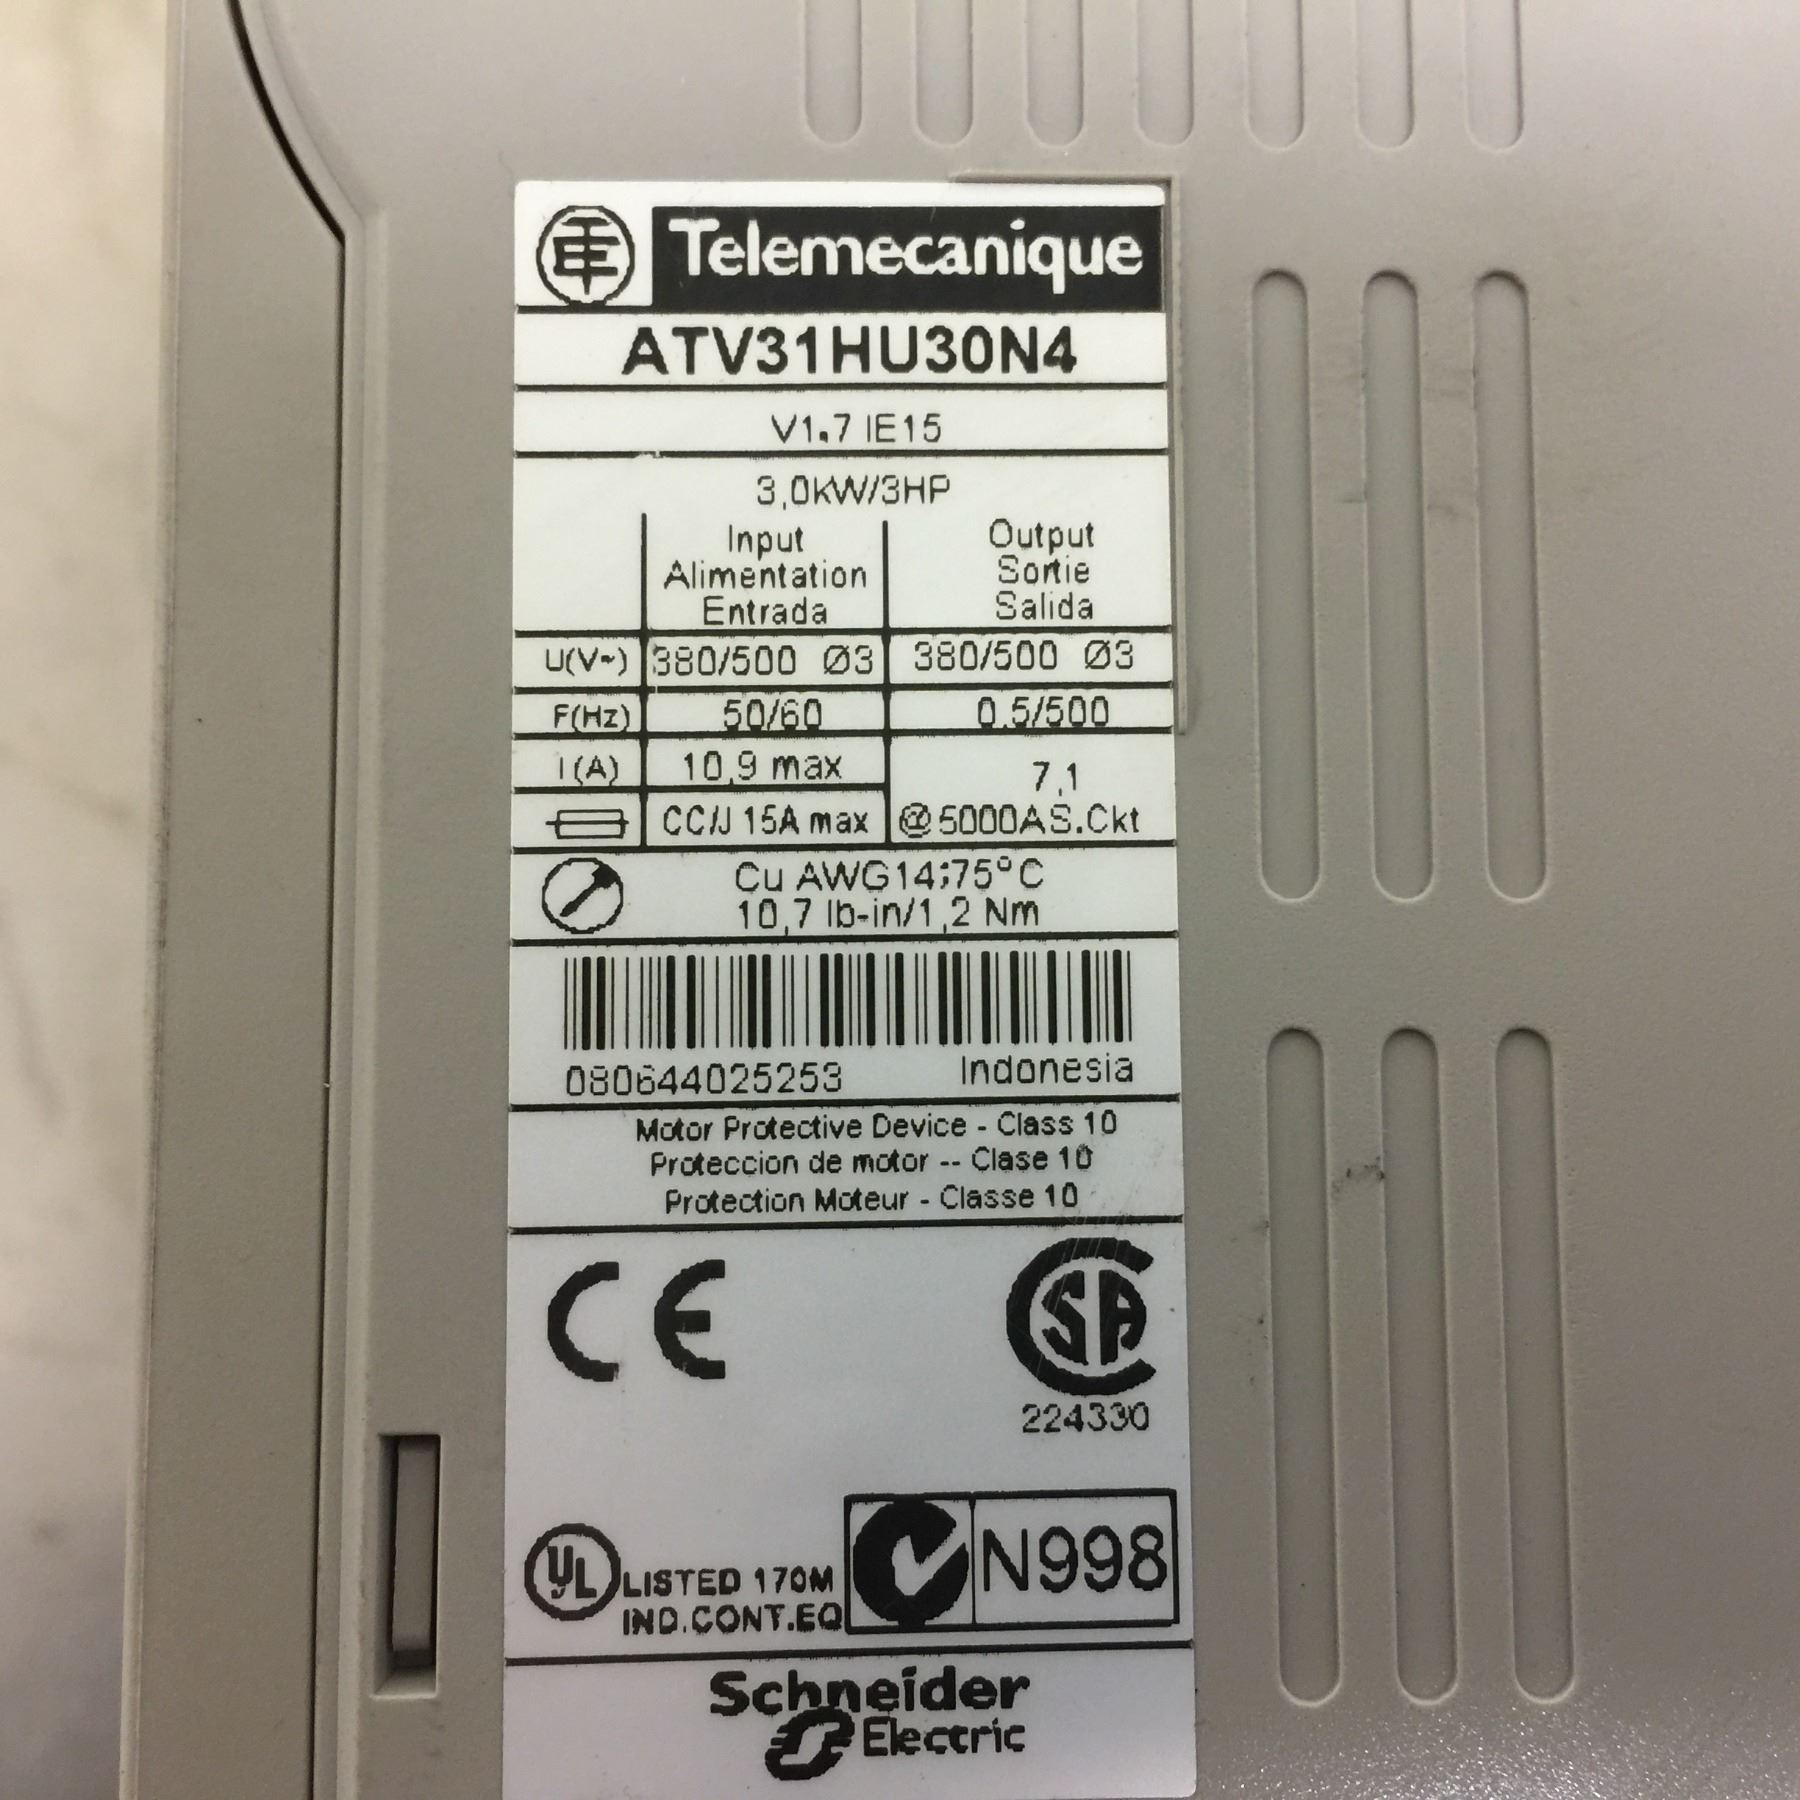 Telemecanique
ATV31HU30N4
V1.7 IE15
3,0kW/3HP
Input Output
Alimentation Sortie
Entrada Salida
U(V~) 380/500 Ø3 380/500 Ø3
F(Hz) 50/60 0.5/500
I(A) 10,9 max 7,1
CC/J 15A max @5000AS.Ckt
Cu AWG14;75°C
10,7 lb-in/1,2 Nm
080644025253 Indonesia
Motor Protective Device - Class 10
Proteccion de motor -- Clase 10
Protection Moteur - Classe 10
CE CSA
224330
UL LISTED 170M N998
IND.CONT.EQ
Schneider
Electric